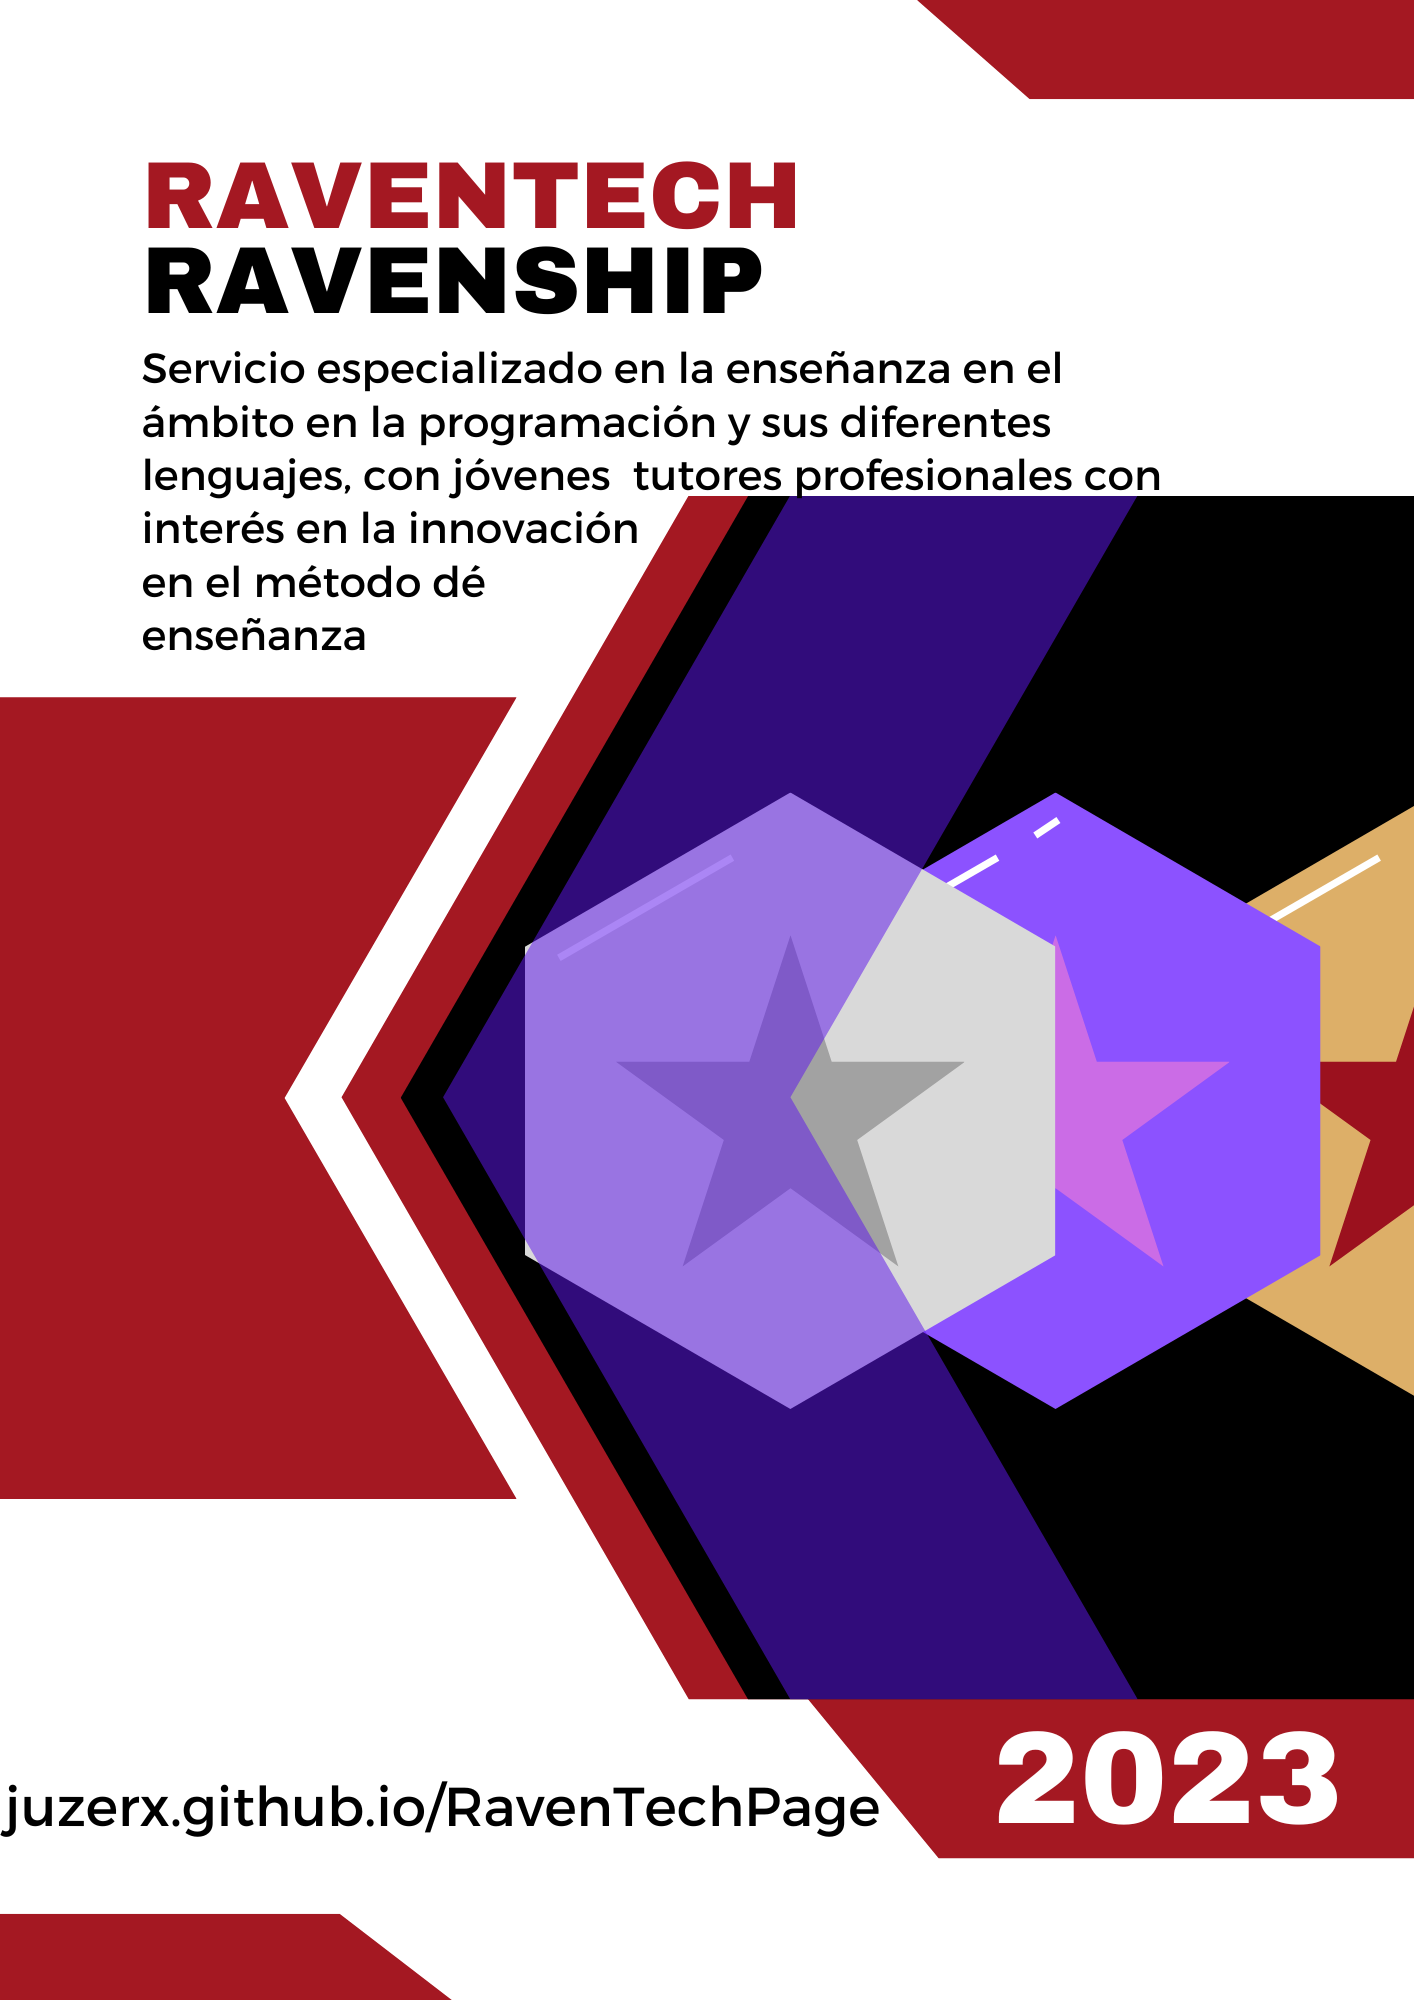 RAVENTECH
RAVENSHIP
Servicio especializado en la enseñanza en el
ámbito en la programación y sus diferentes
lenguajes, con jóvenes  tutores profesionales con
interés en la innovación
en el método dé
enseñanza
2023
juzerx.github.io/RavenTechPage